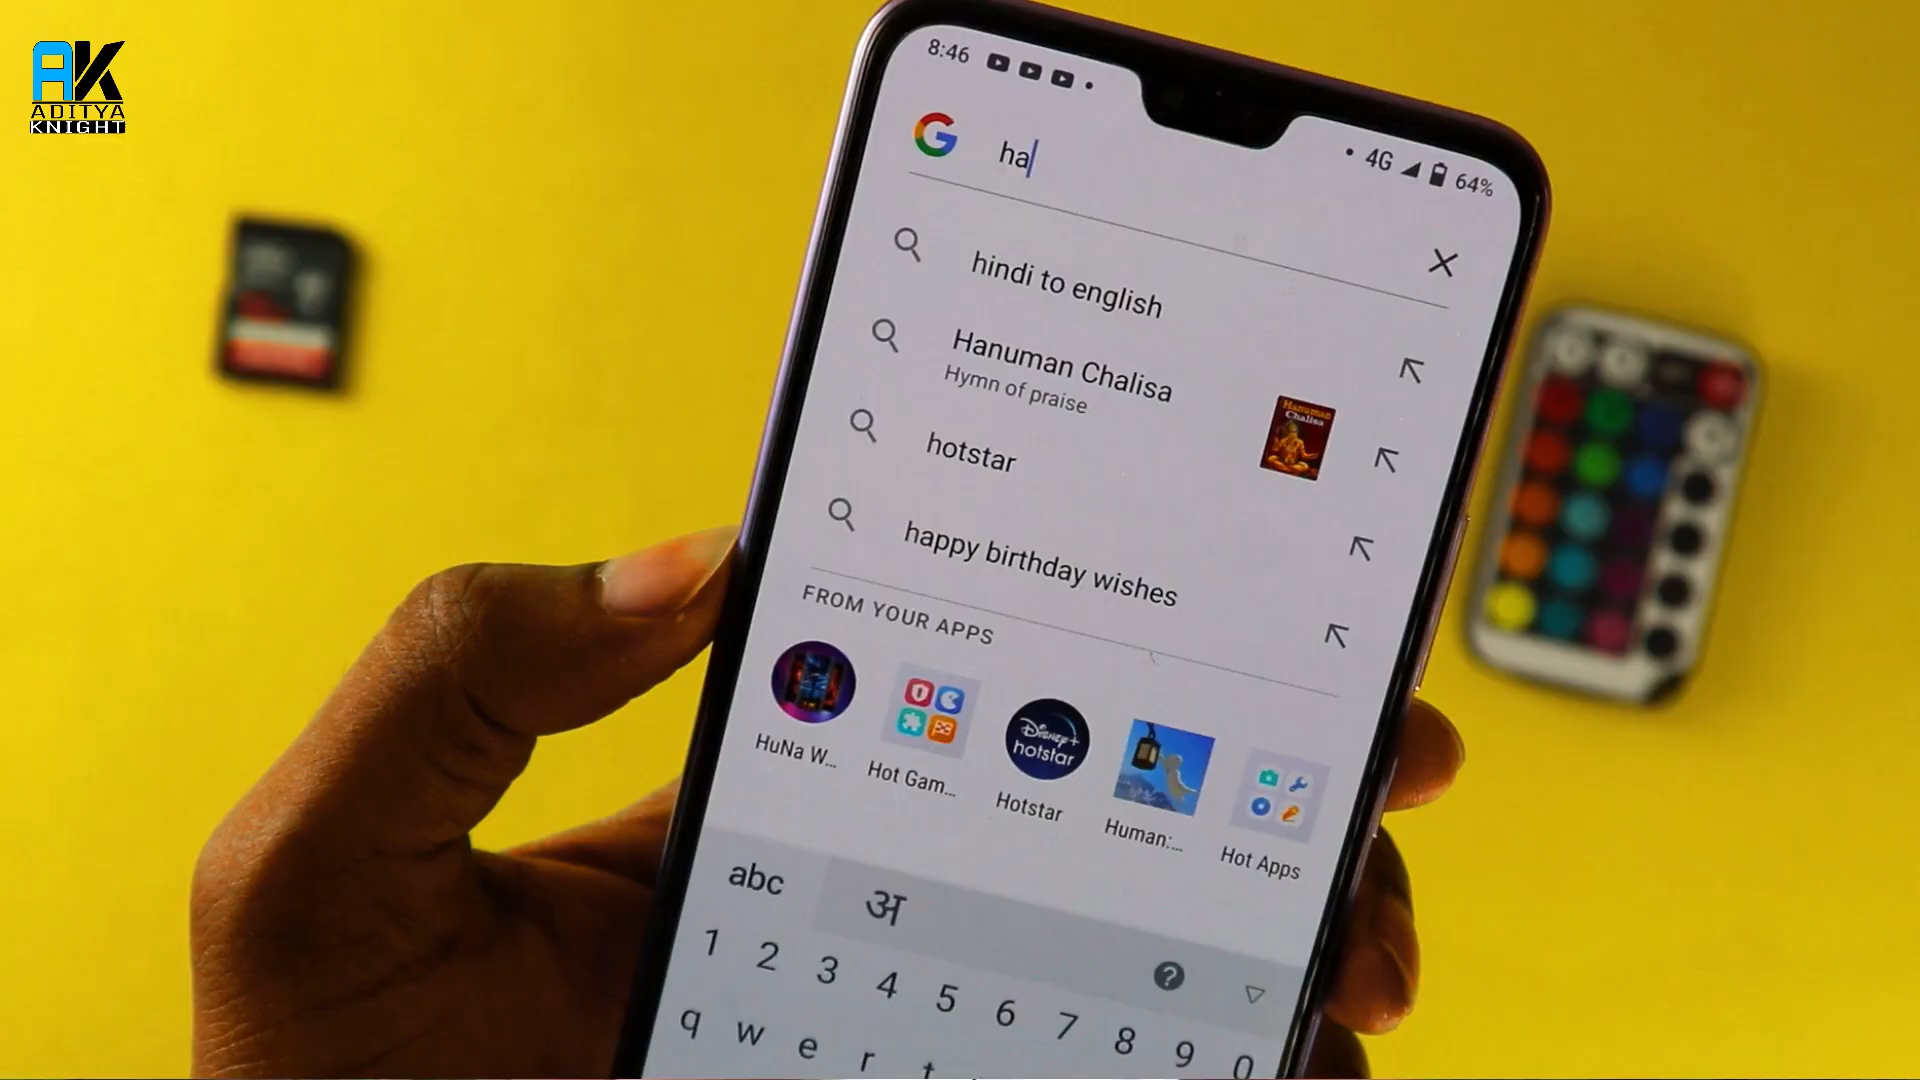 AK
ADITYA
KNIGHT
8:46
4G 64%
ha
hindi to english
Hanuman Chalisa
Hymn of praise
Hanuman
Chalisa
hotstar
happy birthday wishes
FROM YOUR APPS
Disney+
hotstar
HuNa W...
Hot Gam...
Hotstar
Human:...
Hot Apps
abc अ
?
1 2 3 4 5 6 7 8 9 0
q w e r t